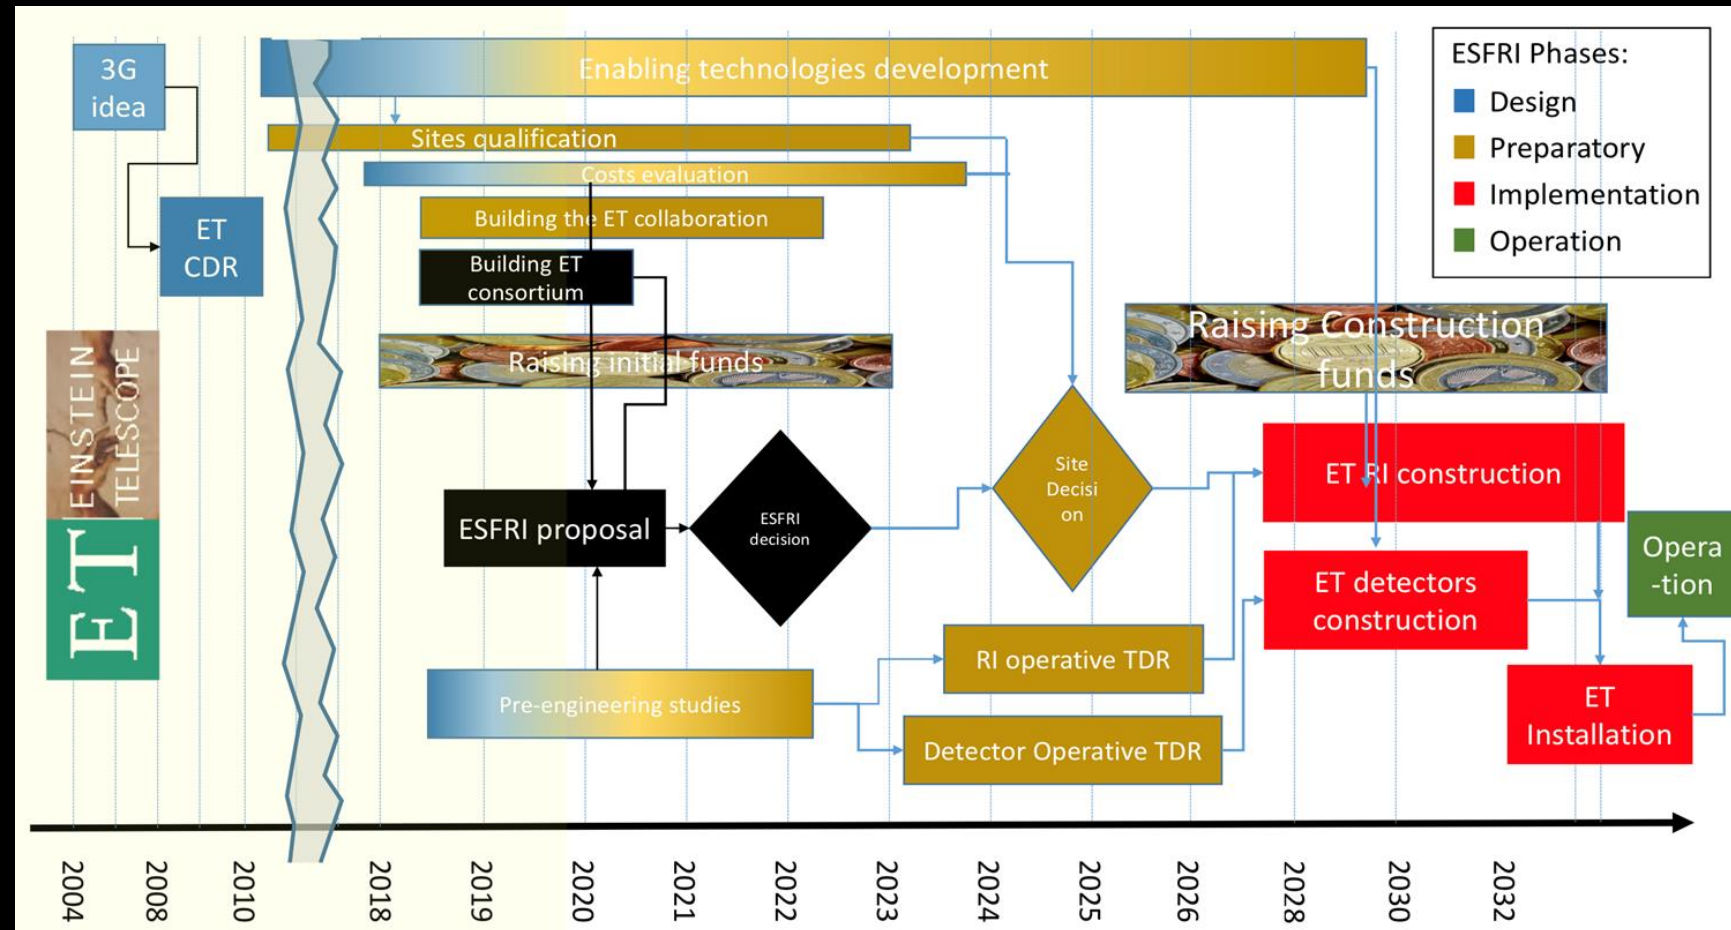 3G
idea
Enabling technologies development
Sites qualification
Costs evaluation
ET
CDR
Building the ET collaboration
Building ET
consortium
Raising initial funds
Raising Construction
funds
ESFRI Phases:
Design
Preparatory
Implementation
Operation
EINSTEIN
TELESCOPE
ET
ESFRI proposal
ESFRI
decision
Site
Decisi
on
ET RI construction
ET detectors
construction
Opera
-tion
RI operative TDR
Pre-engineering studies
Detector Operative TDR
ET
Installation
2004
2008
2010
2018
2019
2020
2021
2022
2023
2024
2025
2026
2028
2030
2032